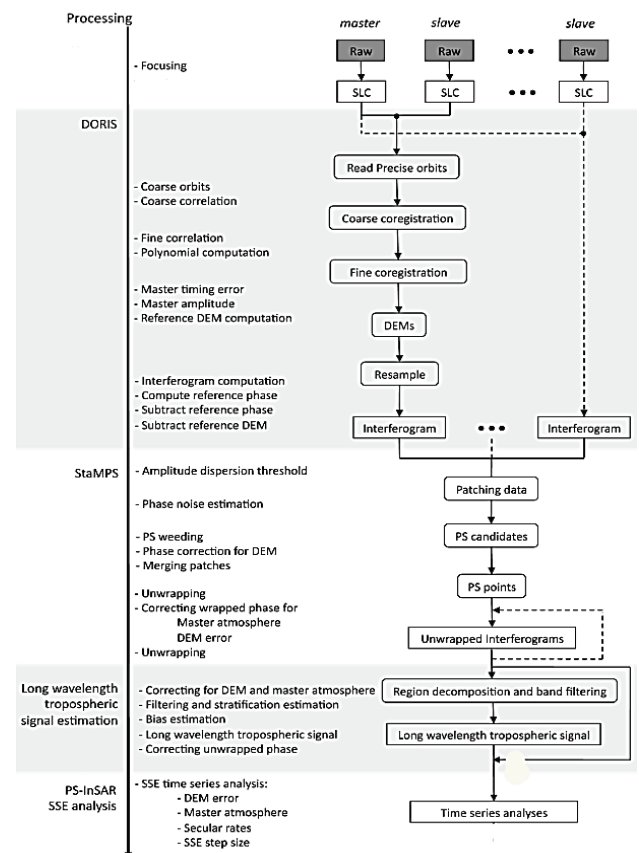 Processing
master slave slave
Raw Raw Raw
- Focusing
SLC SLC SLC
DORIS
Read Precise orbits
- Coarse orbits
- Coarse correlation
Coarse coregistration
- Fine correlation
- Polynomial computation
Fine coregistration
- Master timing error
- Master amplitude
- Reference DEM computation
DEMs
Resample
- Interferogram computation
- Compute reference phase
- Subtract reference phase
- Subtract reference DEM
Interferogram Interferogram
StaMPS
- Amplitude dispersion threshold
Patching data
- Phase noise estimation
PS candidates
- PS weeding
- Phase correction for DEM
- Merging patches
PS points
- Unwrapping
- Correcting wrapped phase for
Master atmosphere
DEM error
Unwrapped Interferograms
- Unwrapping
Long wavelength
tropospheric
signal estimation
- Correcting for DEM and master atmosphere
- Filtering and stratification estimation
- Bias estimation
- Long wavelength tropospheric signal
- Correcting unwrapped phase
Region decomposition and band filtering
Long wavelength tropospheric signal
PS-InSAR
SSE analysis
- SSE time series analysis:
- DEM error
- Master atmosphere
- Secular rates
- SSE step size
Time series analyses